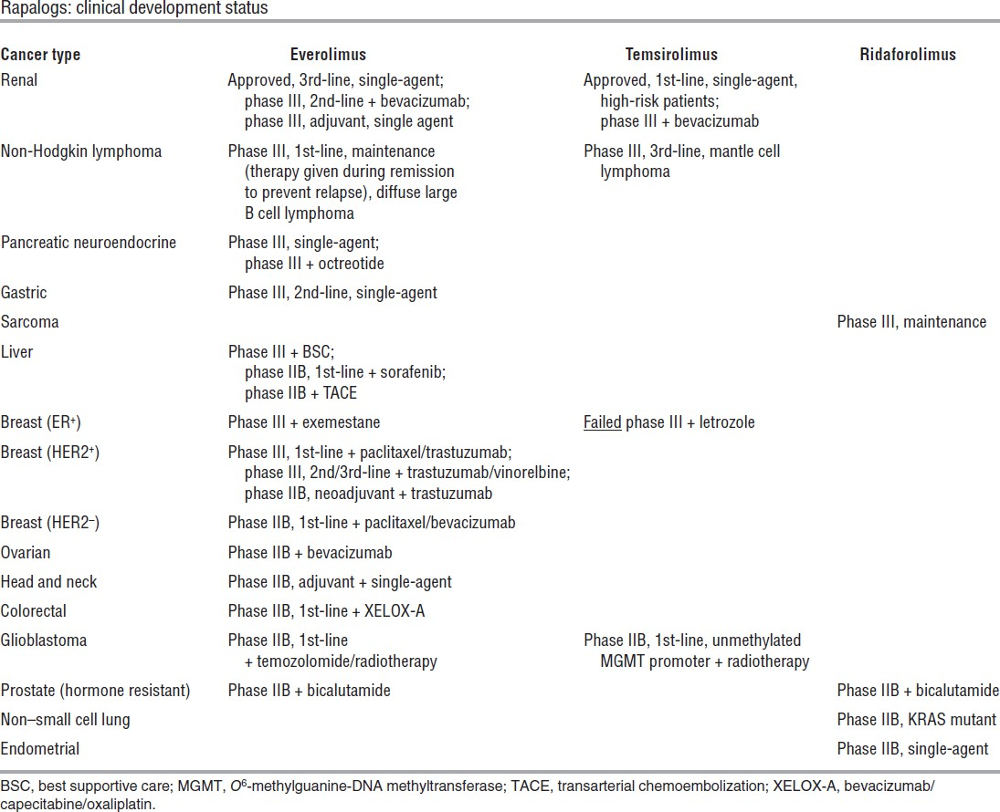 Rapalogs: clinical development status
Cancer type Everolimus Temsirolimus Ridaforolimus
Renal Approved, 3rd-line, single-agent; Approved, 1st-line, single-agent,
phase III, 2nd-line + bevacizumab; high-risk patients;
phase III, adjuvant, single agent phase III + bevacizumab
Non-Hodgkin lymphoma Phase III, 1st-line, maintenance Phase III, 3rd-line, mantle cell
(therapy given during remission lymphoma
to prevent relapse), diffuse large
B cell lymphoma
Pancreatic neuroendocrine Phase III, single-agent;
phase III + octreotide
Gastric Phase III, 2nd-line, single-agent
Sarcoma Phase III, maintenance
Liver Phase III + BSC;
phase IIB, 1st-line + sorafenib;
phase IIB + TACE
Breast (ER⁺) Phase III + exemestane Failed phase III + letrozole
Breast (HER2⁺) Phase III, 1st-line + paclitaxel/trastuzumab;
phase III, 2nd/3rd-line + trastuzumab/vinorelbine;
phase IIB, neoadjuvant + trastuzumab
Breast (HER2⁻) Phase IIB, 1st-line + paclitaxel/bevacizumab
Ovarian Phase IIB + bevacizumab
Head and neck Phase IIB, adjuvant + single-agent
Colorectal Phase IIB, 1st-line + XELOX-A
Glioblastoma Phase IIB, 1st-line Phase IIB, 1st-line, unmethylated
+ temozolomide/radiotherapy MGMT promoter + radiotherapy
Prostate (hormone resistant) Phase IIB + bicalutamide Phase IIB + bicalutamide
Non–small cell lung Phase IIB, KRAS mutant
Endometrial Phase IIB, single-agent
BSC, best supportive care; MGMT, O⁶-methylguanine-DNA methyltransferase; TACE, transarterial chemoembolization; XELOX-A, bevacizumab/
capecitabine/oxaliplatin.